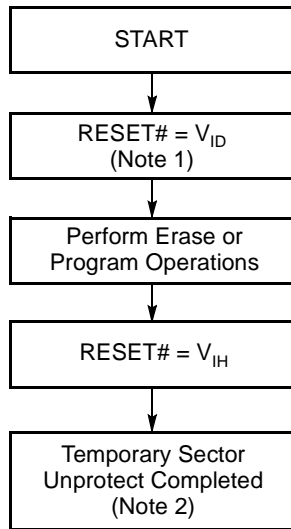 START
RESET# = VID
(Note 1)
Perform Erase or
Program Operations
RESET# = VIH
Temporary Sector
Unprotect Completed
(Note 2)